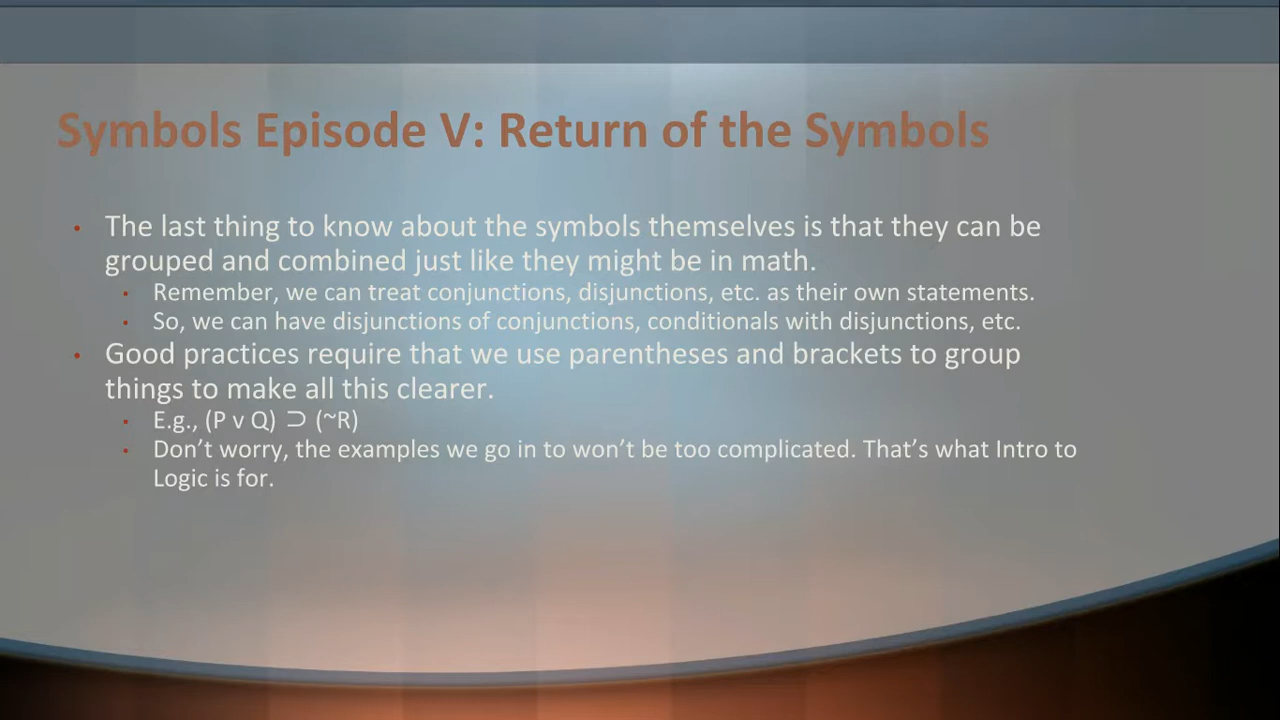 Symbols Episode V: Return of the Symbols
• The last thing to know about the symbols themselves is that they can be
grouped and combined just like they might be in math.
• Remember, we can treat conjunctions, disjunctions, etc. as their own statements.
• So, we can have disjunctions of conjunctions, conditionals with disjunctions, etc.
• Good practices require that we use parentheses and brackets to group
things to make all this clearer.
• E.g., (P v Q) ⊃ (~R)
• Don’t worry, the examples we go in to won’t be too complicated. That’s what Intro to
Logic is for.